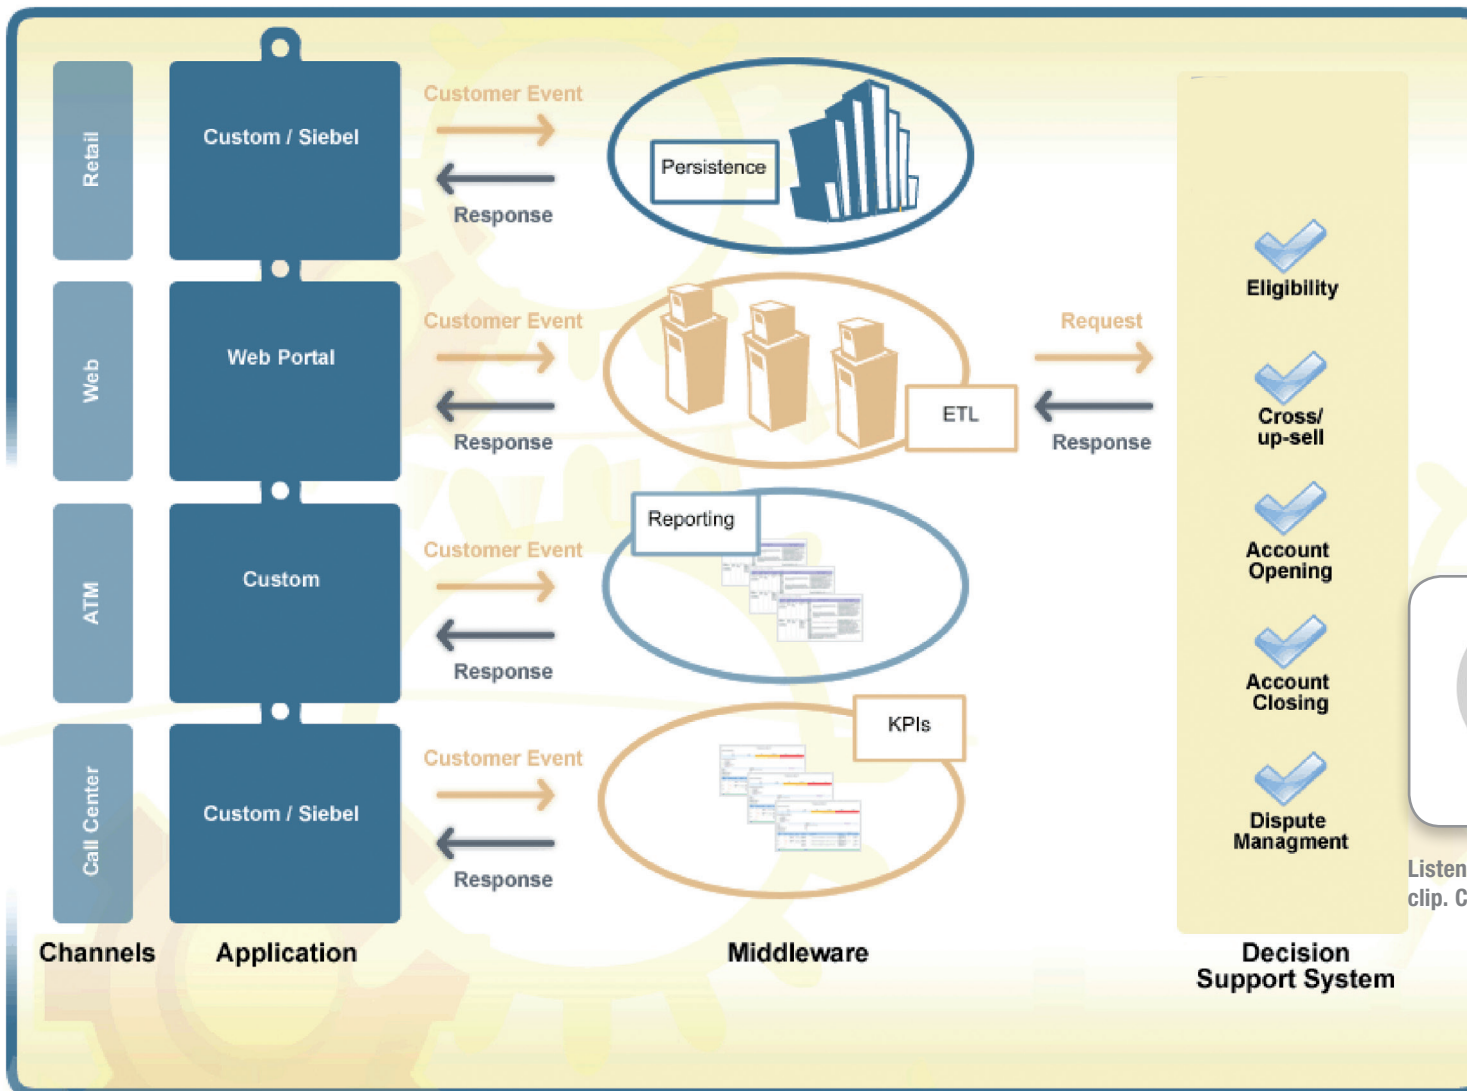 Retail
Custom / Siebel
Customer Event
Response
Persistence
Web
Web Portal
Customer Event
Response
ETL
Request
Response
ATM
Custom
Customer Event
Response
Reporting
Call Center
Custom / Siebel
Customer Event
Response
KPIs
Eligibility
Cross/
up-sell
Account
Opening
Account
Closing
Dispute
Managment
Listen
clip. C
Channels
Application
Middleware
Decision
Support System